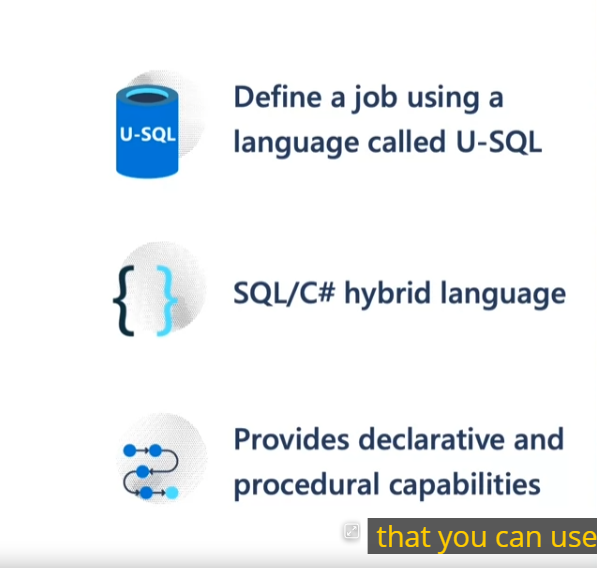 U-SQL
Define a job using a
language called U-SQL
{ }
SQL/C# hybrid language
Provides declarative and
procedural capabilities
that you can use